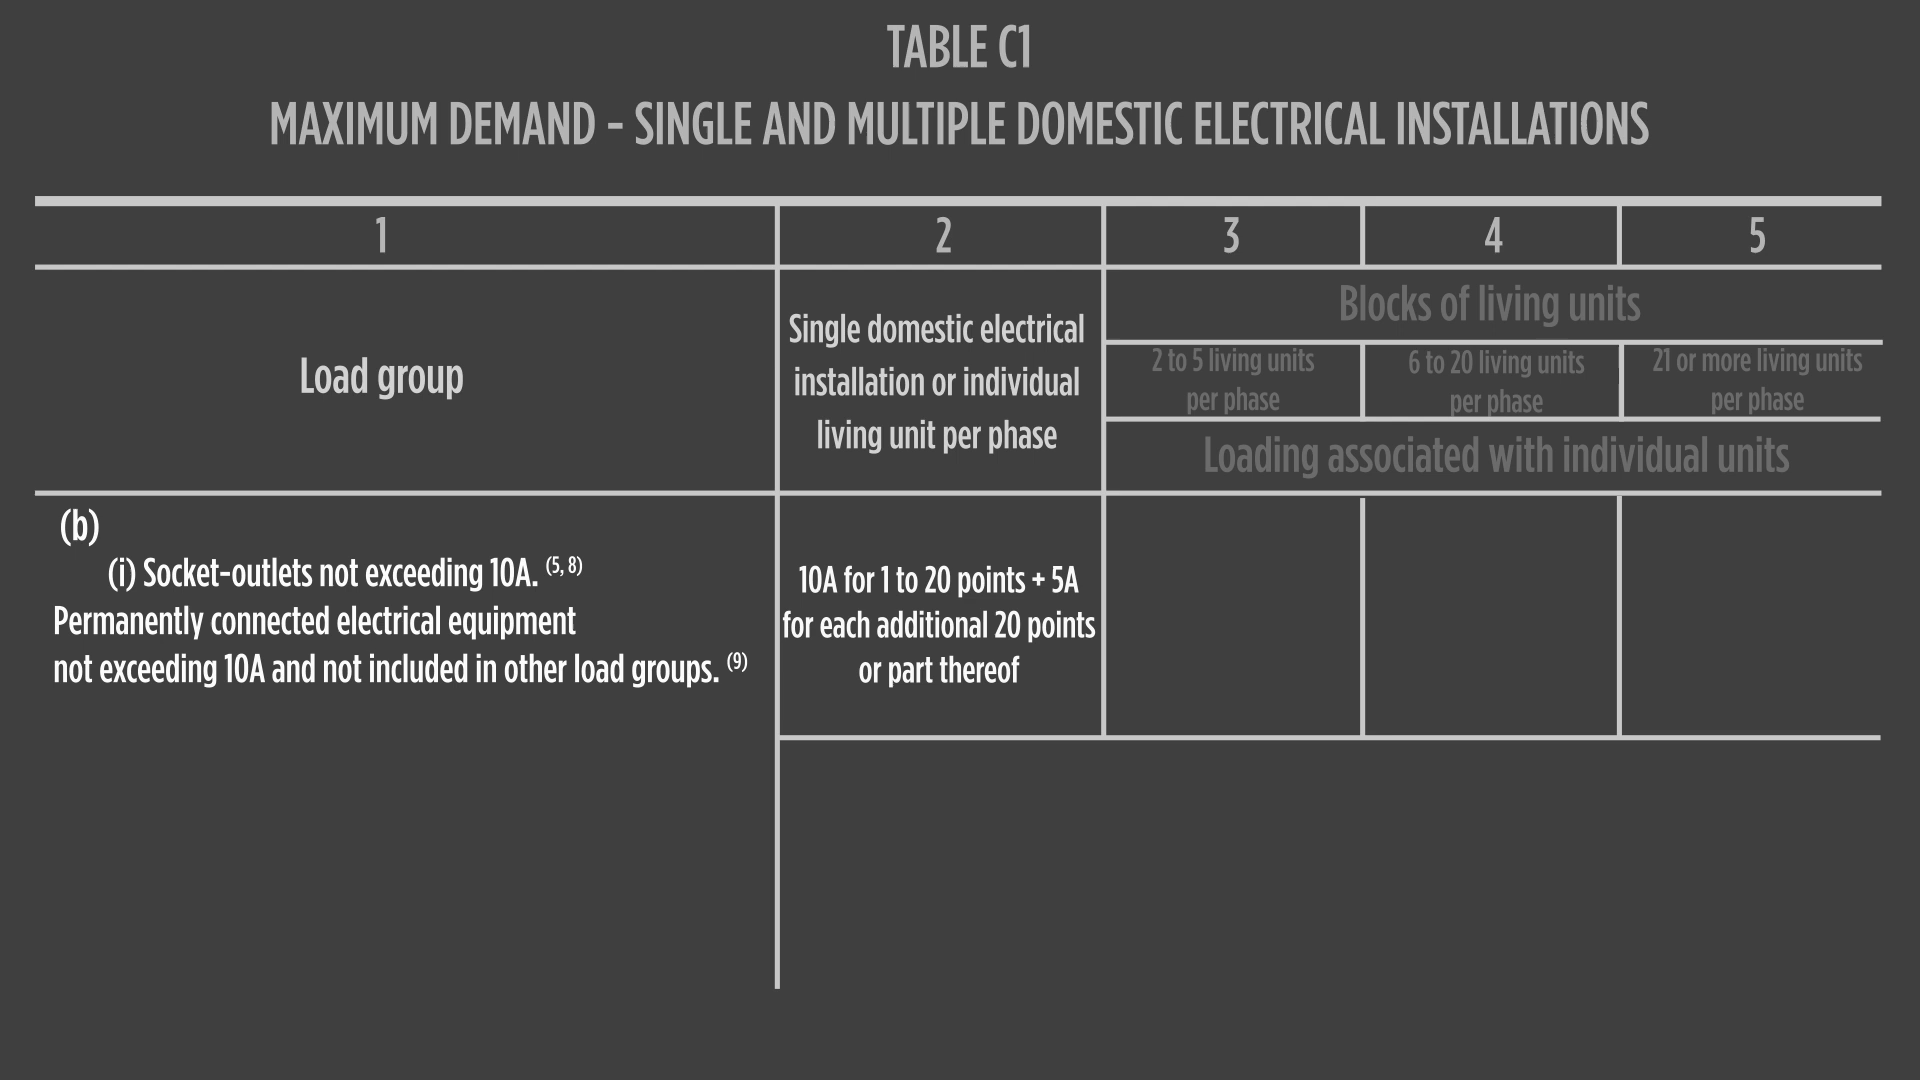 TABLE C1
MAXIMUM DEMAND - SINGLE AND MULTIPLE DOMESTIC ELECTRICAL INSTALLATIONS
1
2
3
4
5
Load group
Single domestic electrical
installation or individual
living unit per phase
Blocks of living units
2 to 5 living units
per phase
6 to 20 living units
per phase
21 or more living units
per phase
Loading associated with individual units
(b)
(i) Socket-outlets not exceeding 10A. (5, 8)
Permanently connected electrical equipment
not exceeding 10A and not included in other load groups. (9)
10A for 1 to 20 points + 5A
for each additional 20 points
or part thereof